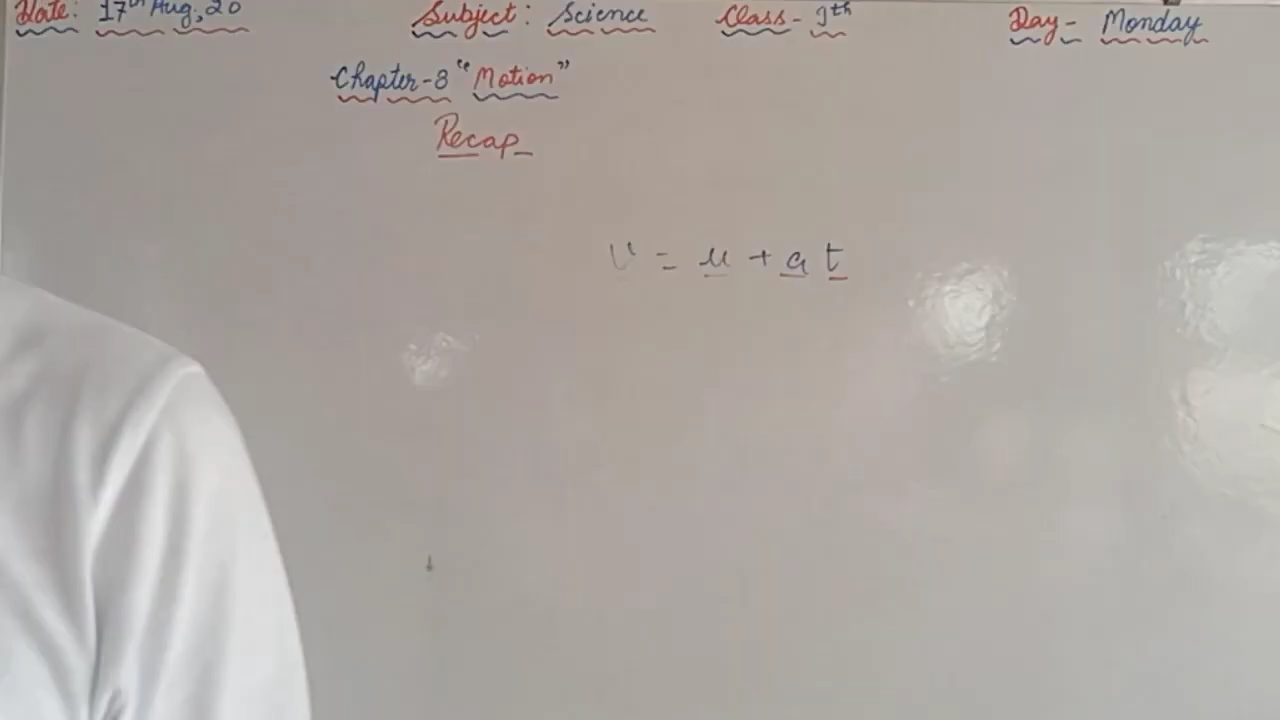 Date: 17th Aug, 20 Subject: Science Class- 9th Day- Monday
Chapter-8 "Motion"
Recap
v = u + a t